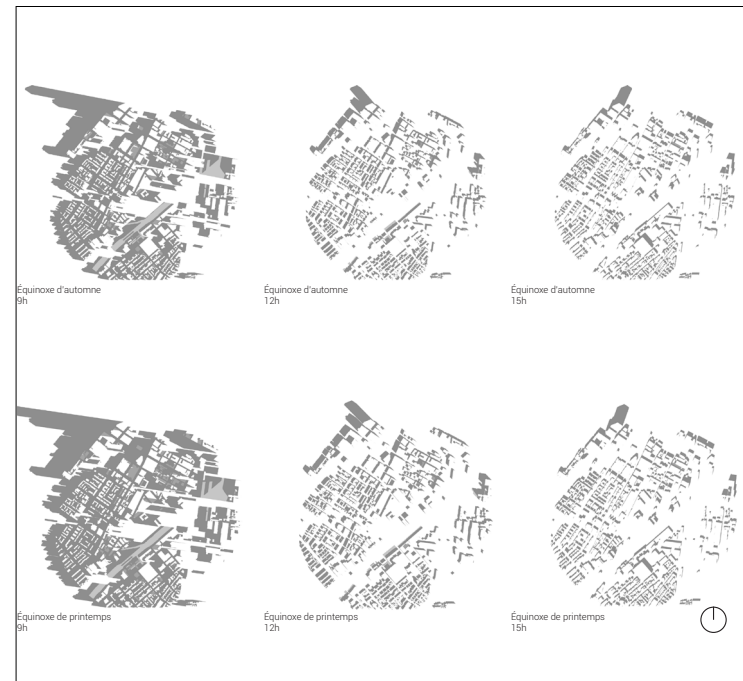 Équinoxe d'automne
9h
Équinoxe d'automne
12h
Équinoxe d'automne
15h
Équinoxe de printemps
9h
Équinoxe de printemps
12h
Équinoxe de printemps
15h